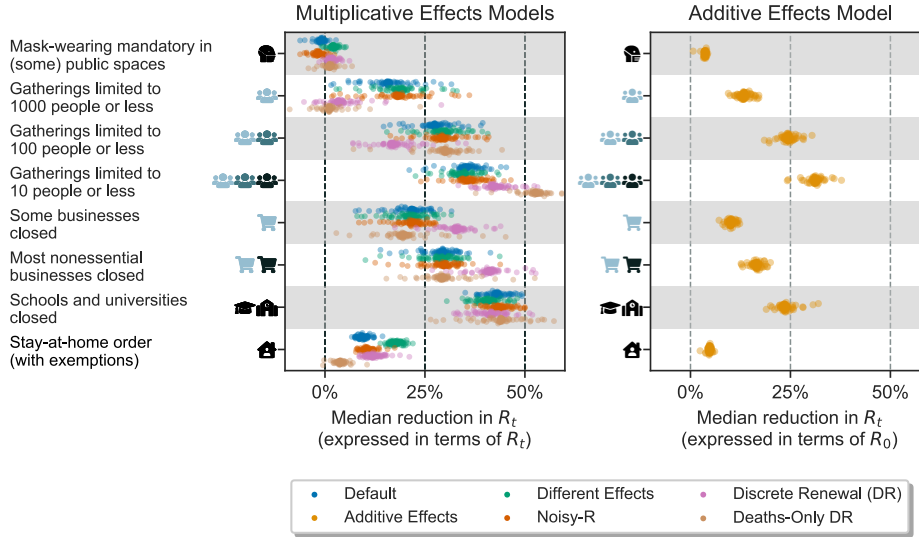 Multiplicative Effects Models
Additive Effects Model
Mask-wearing mandatory in
(some) public spaces
Gatherings limited to
1000 people or less
Gatherings limited to
100 people or less
Gatherings limited to
10 people or less
Some businesses
closed
Most nonessential
businesses closed
Schools and universities
closed
Stay-at-home order
(with exemptions)
0% 25% 50%
0% 25% 50%
Median reduction in R_t
(expressed in terms of R_t)
Median reduction in R_t
(expressed in terms of R_0)
Default
Different Effects
Discrete Renewal (DR)
Additive Effects
Noisy-R
Deaths-Only DR